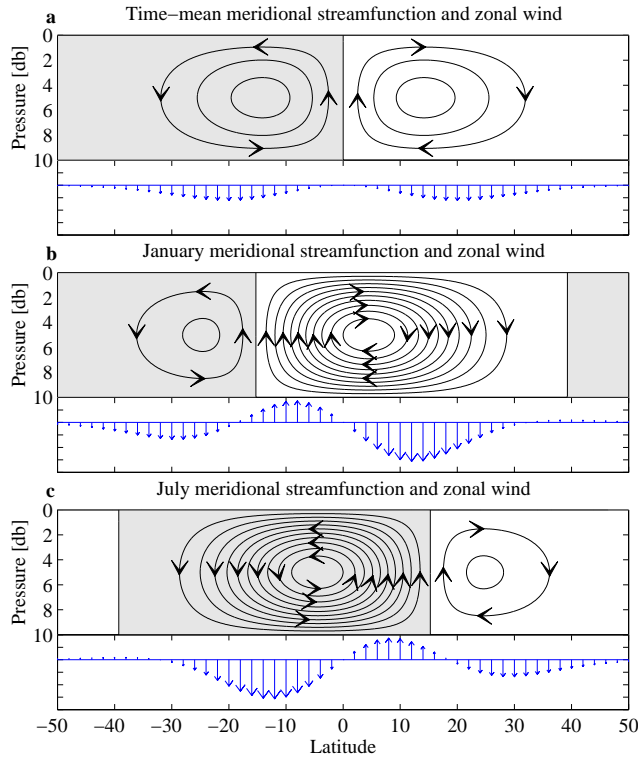 a Time−mean meridional streamfunction and zonal wind
Pressure [db]
0
2
4
6
8
10
b January meridional streamfunction and zonal wind
Pressure [db]
0
2
4
6
8
10
c July meridional streamfunction and zonal wind
Pressure [db]
0
2
4
6
8
10
−50 −40 −30 −20 −10 0 10 20 30 40 50
Latitude